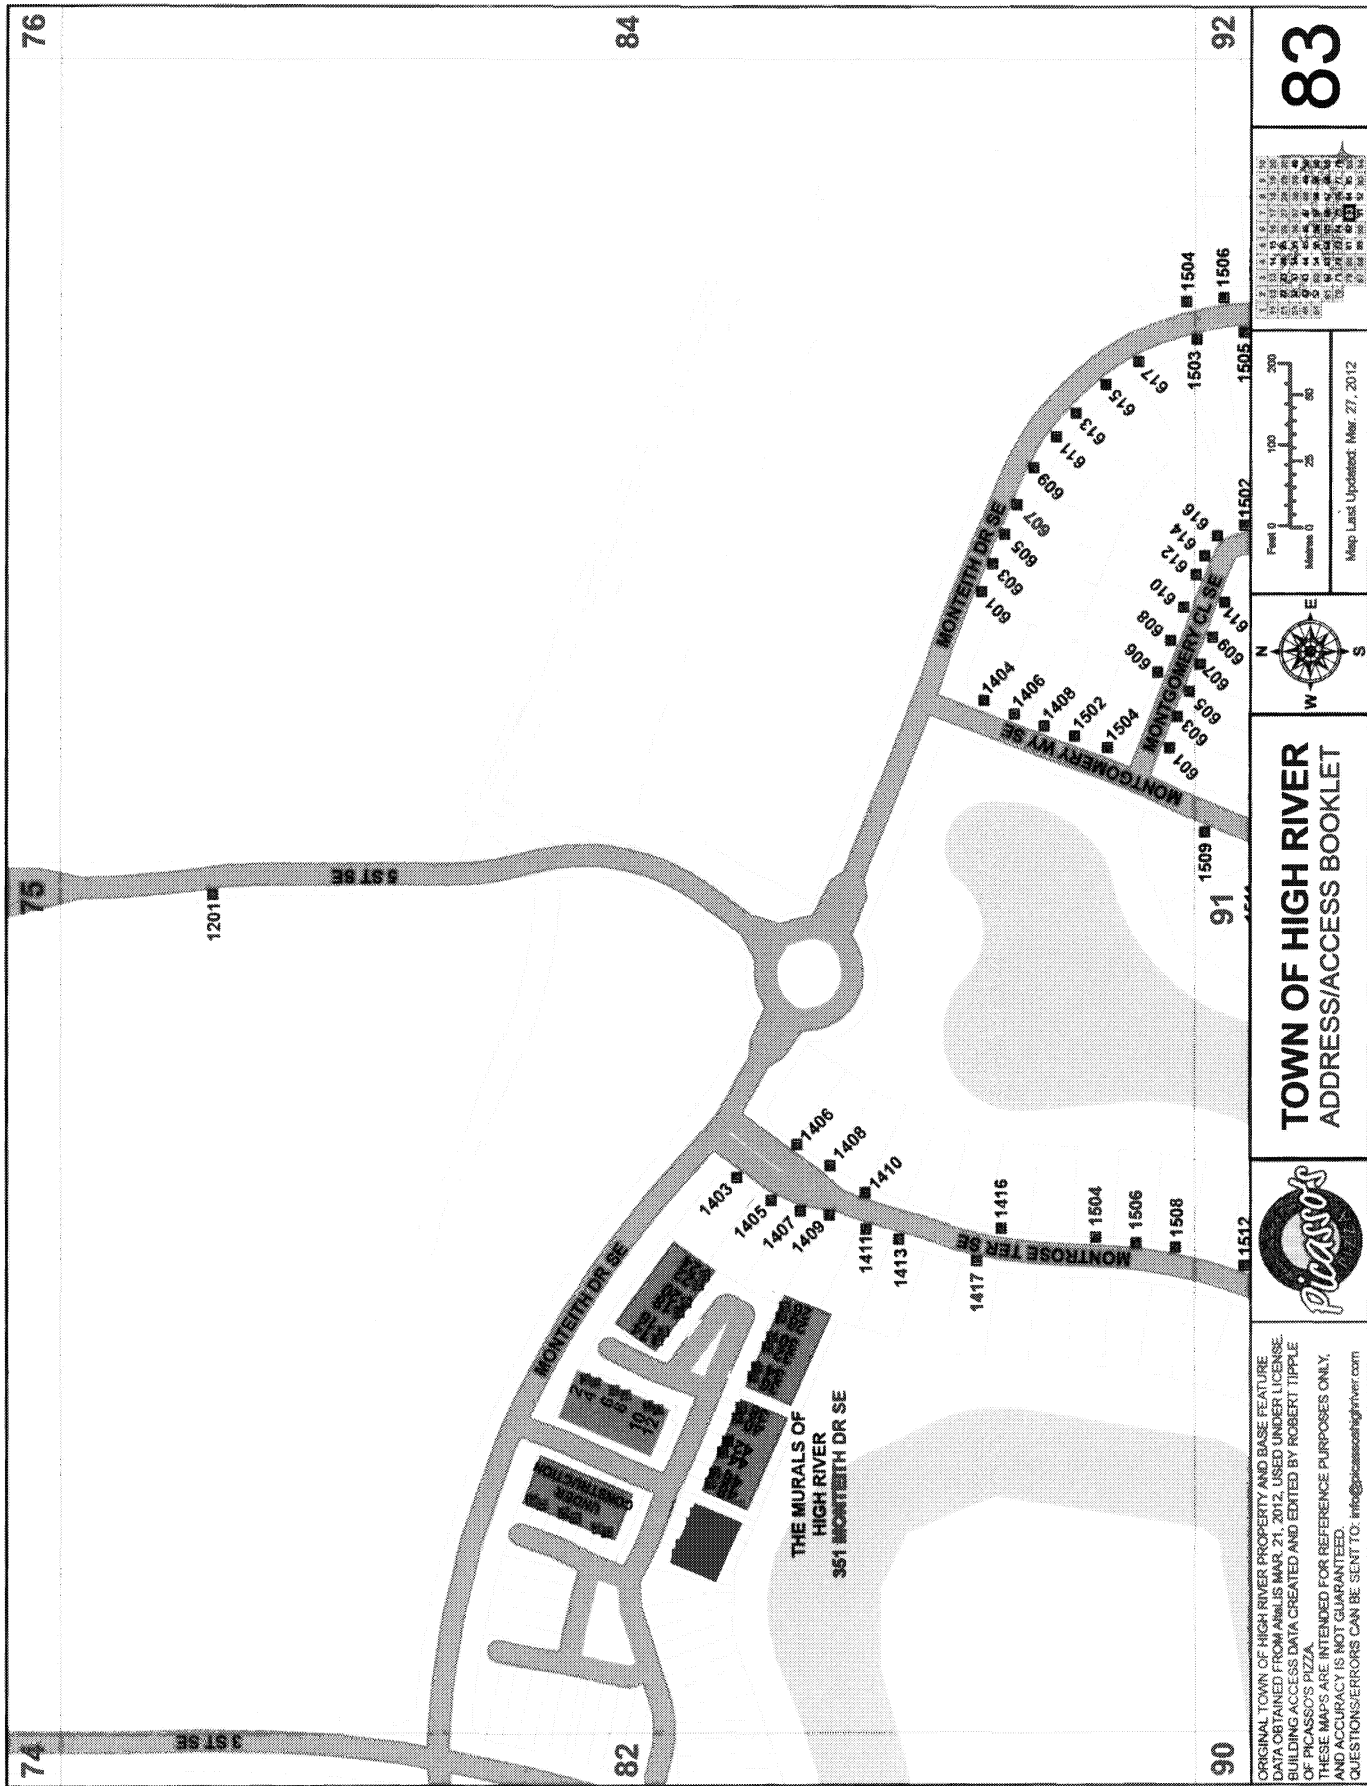 74
75
76
3 ST SE
5 ST SE
1201
82
84
MONTEITH DR SE
UNDER
CONSTRUCTION
2
4
6
8
10
12
THE MURALS OF
HIGH RIVER
351 MONTEITH DR SE
1403
1405
1407
1409
1411
1413
1417
1406
1408
1410
1416
1504
1506
1508
1512
MONTROSE TER SE
MONTEITH DR SE
601
603
605
607
609
611
613
615
617
1503
1505
1504
1506
1404
1406
1408
1502
1504
MONTGOMERY WY SE
1509
MONTGOMERY CL SE
606
608
610
612
614
616
1502
601
603
605
607
609
611
90
91
92
ORIGINAL TOWN OF HIGH RIVER PROPERTY AND BASE FEATURE
DATA OBTAINED FROM AltaLIS MAR. 21, 2012, USED UNDER LICENSE.
BUILDING ACCESS DATA CREATED AND EDITED BY ROBERT TIPPLE
OF PICASSO'S PIZZA.
THESE MAPS ARE INTENDED FOR REFERENCE PURPOSES ONLY,
AND ACCURACY IS NOT GUARANTEED.
QUESTIONS/ERRORS CAN BE SENT TO: info@picassoshighriver.com
Picasso's
TOWN OF HIGH RIVER
ADDRESS/ACCESS BOOKLET
N
W
E
S
Feet 0 100 200
Metres 0 25 50
Map Last Updated: Mar. 27, 2012
83